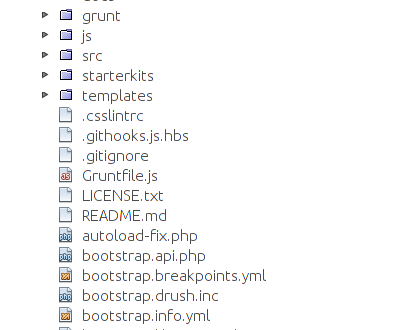 grunt
js
src
starterkits
templates
.csslintrc
.githooks.js.hbs
.gitignore
Gruntfile.js
LICENSE.txt
README.md
autoload-fix.php
bootstrap.api.php
bootstrap.breakpoints.yml
bootstrap.drush.inc
bootstrap.info.yml